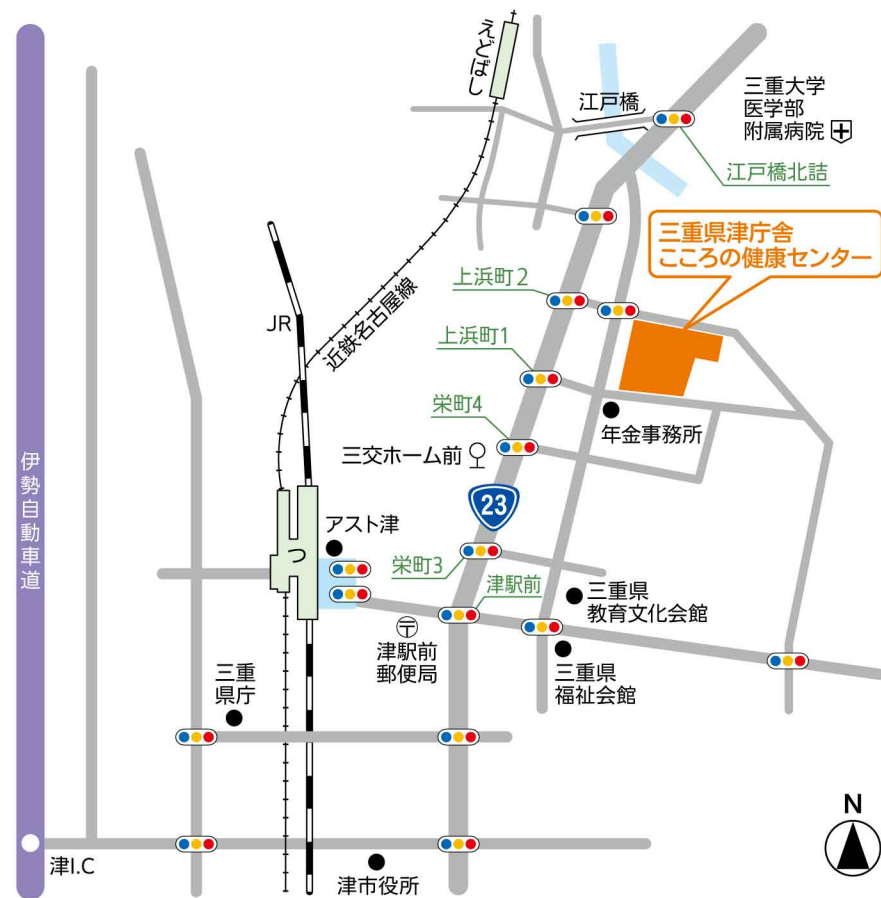 えどばし
江戸橋
三重大学
医学部
附属病院
江戸橋北詰
三重県津庁舎
こころの健康センター
上浜町2
JR
近鉄名古屋線
上浜町1
栄町4
年金事務所
三交ホーム前
23
伊勢自動車道
アスト津
つ
栄町3
津駅前
三重県
教育文化会館
〒
津駅前
郵便局
三重県
福祉会館
三重
県庁
N
津I.C
津市役所